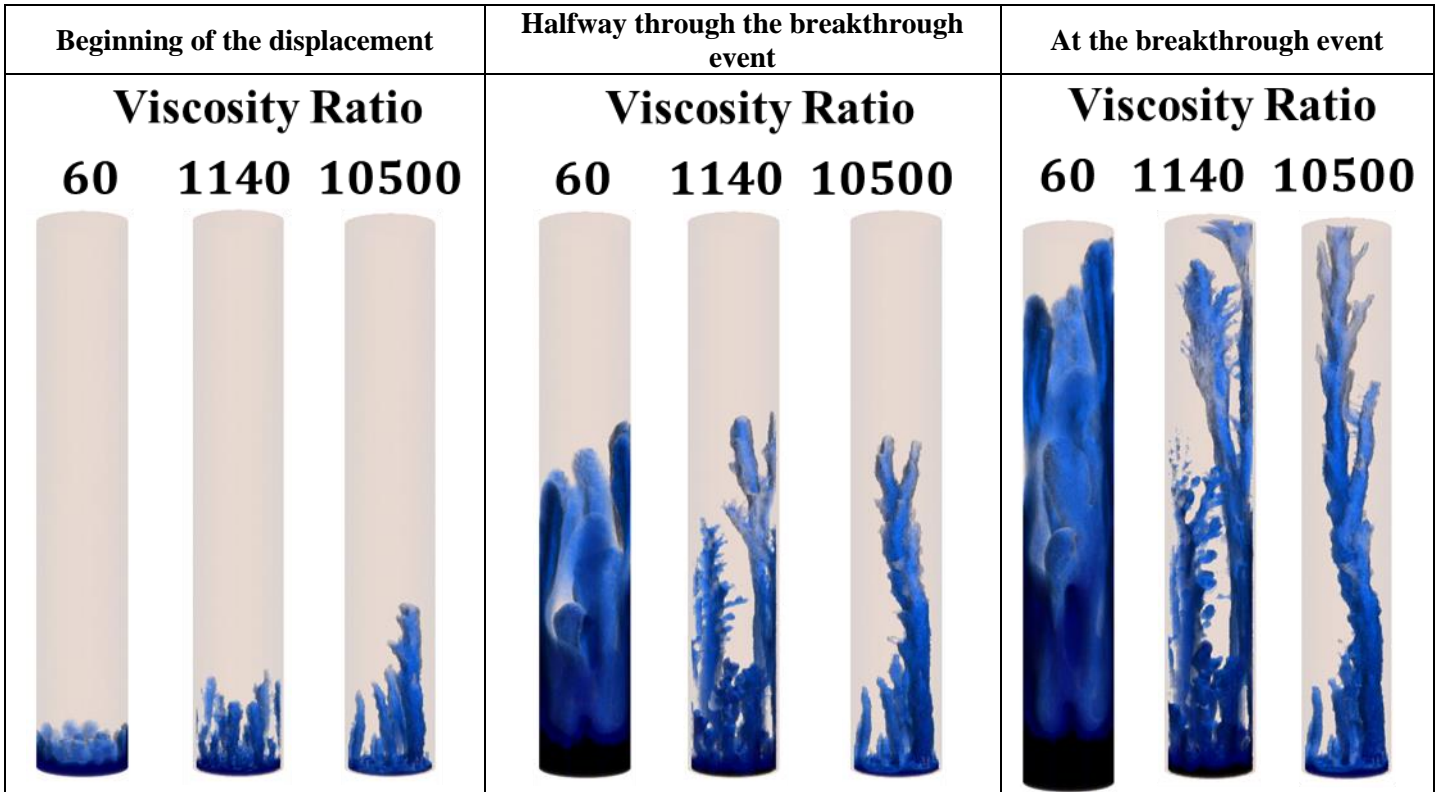 Beginning of the displacement
Halfway through the breakthrough
event
At the breakthrough event
Viscosity Ratio
60 1140 10500
Viscosity Ratio
60 1140 10500
Viscosity Ratio
60 1140 10500